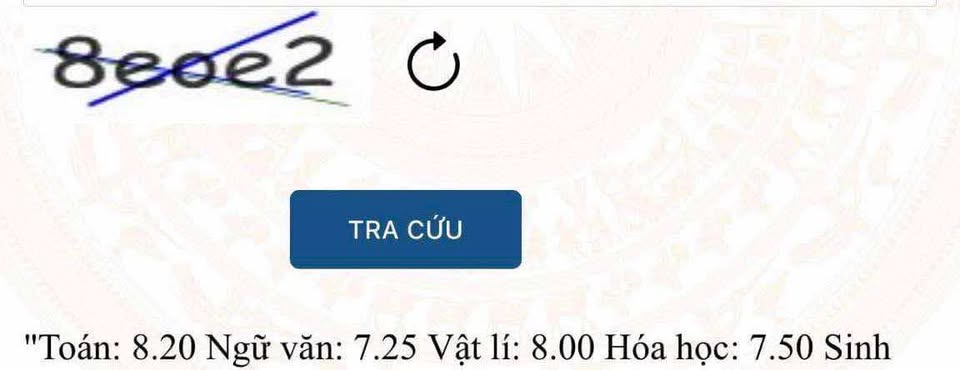 8eoe2
TRA CỨU
"Toán: 8.20 Ngữ văn: 7.25 Vật lí: 8.00 Hóa học: 7.50 Sinh